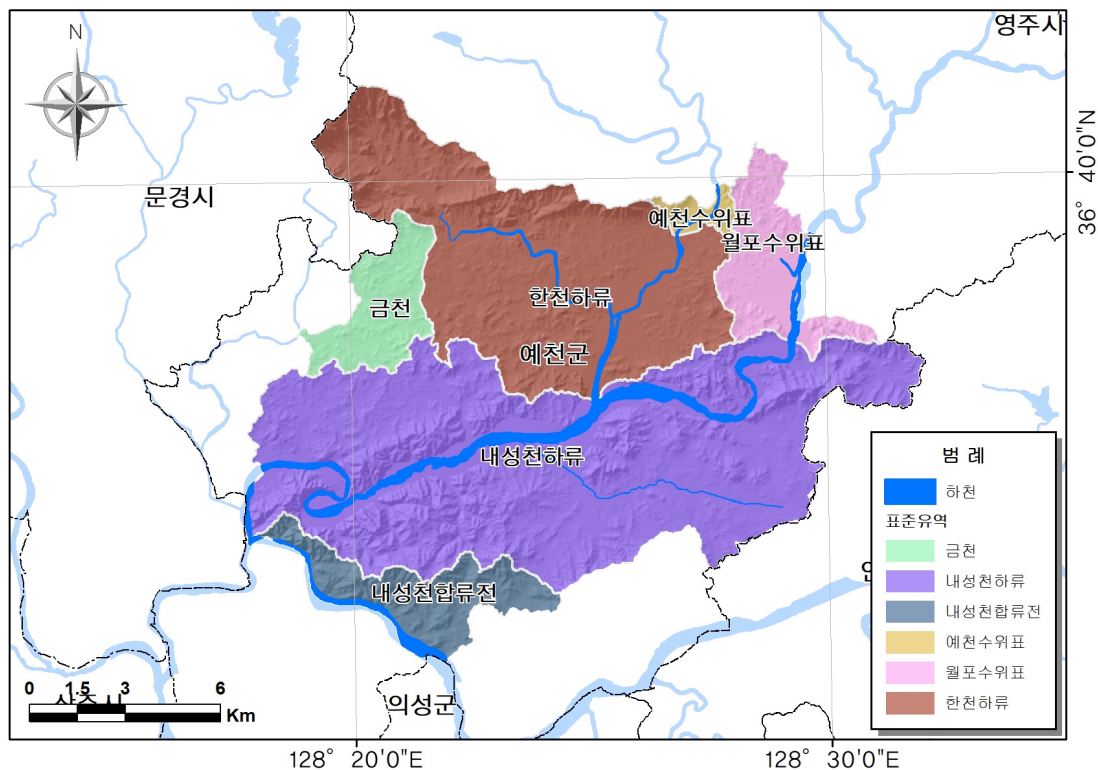 영주시
N
40'0"N
36°
문경시
예천수위표
월포수위표
금천
한천하류
예천군
내성천하류
내성천합류전
의성군
범 례
하천
표준유역
금천
내성천하류
내성천합류전
예천수위표
월포수위표
한천하류
0 1.5 3 6
Km
128° 20'0"E
128° 30'0"E